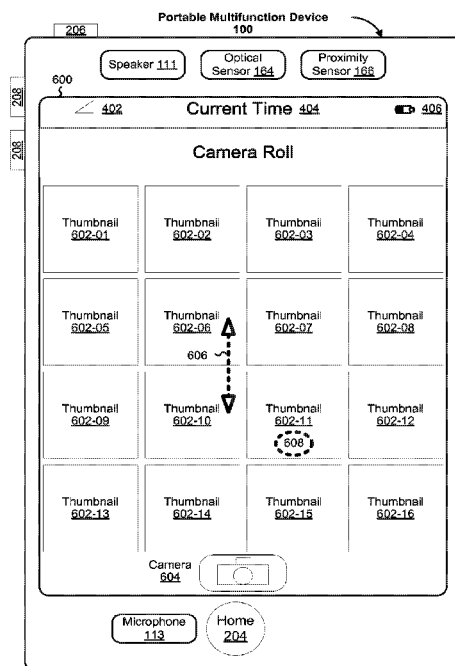 Portable Multifunction Device
100
206
Speaker 111
Optical
Sensor 164
Proximity
Sensor 166
208
208
600
402
Current Time 404
406
Camera Roll
Thumbnail
602-01
Thumbnail
602-02
Thumbnail
602-03
Thumbnail
602-04
Thumbnail
602-05
Thumbnail
602-06
Thumbnail
602-07
Thumbnail
602-08
606
Thumbnail
602-09
Thumbnail
602-10
Thumbnail
602-11
608
Thumbnail
602-12
Thumbnail
602-13
Thumbnail
602-14
Thumbnail
602-15
Thumbnail
602-16
Camera
604
Microphone
113
Home
204